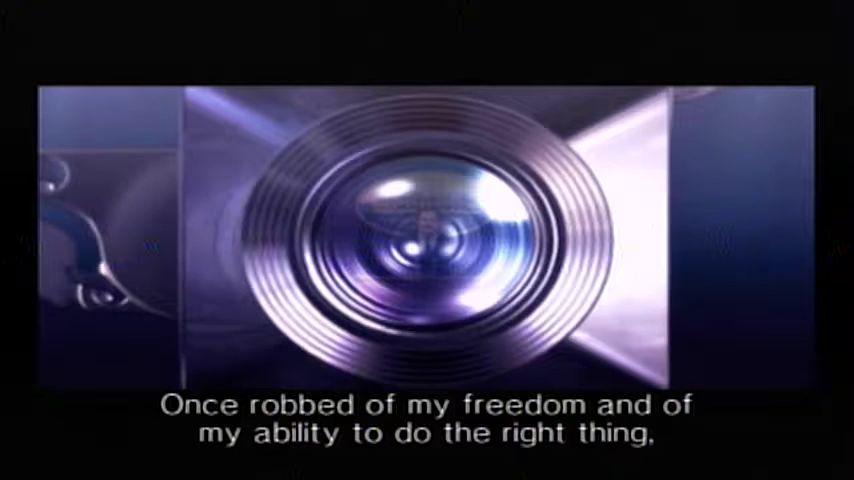 Once robbed of my freedom and of
my ability to do the right thing,